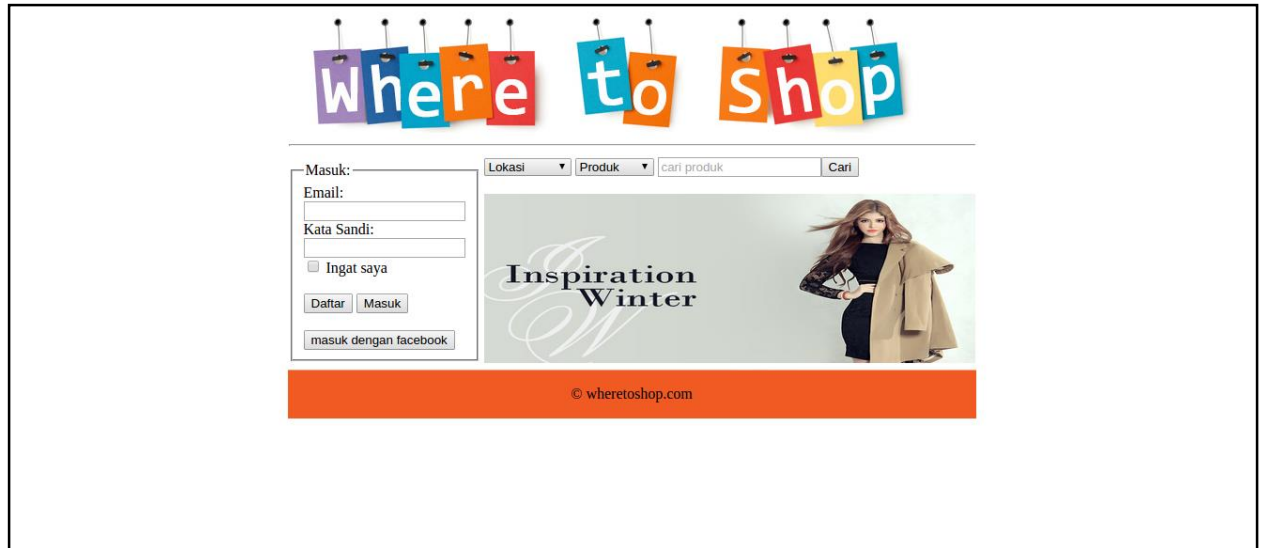 Where to Shop
Masuk:
Email:
Kata Sandi:
Ingat saya
Daftar Masuk
masuk dengan facebook
Lokasi Produk cari produk Cari
IW
Inspiration
Winter
© wheretoshop.com